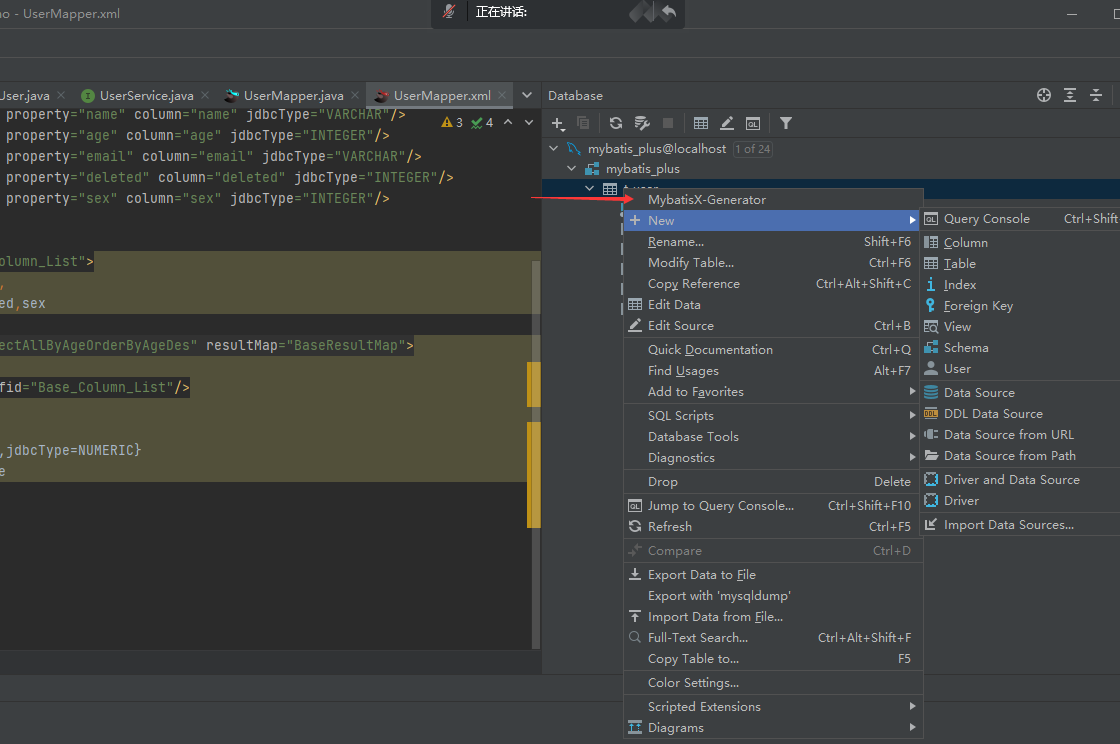 no - UserMapper.xml
正在讲话:
User.java
UserService.java
UserMapper.java
UserMapper.xml
Database
property="name" column="name" jdbcType="VARCHAR"/>
3 4
property="age" column="age" jdbcType="INTEGER"/>
property="email" column="email" jdbcType="VARCHAR"/>
property="deleted" column="deleted" jdbcType="INTEGER"/>
property="sex" column="sex" jdbcType="INTEGER"/>
olumn_List">
,
ed,sex
ectAllByAgeOrderByAgeDes" resultMap="BaseResultMap">
fid="Base_Column_List"/>
,jdbcType=NUMERIC}
e
mybatis_plus@localhost 1 of 24
mybatis_plus
MybatisX-Generator
New
Rename... Shift+F6
Modify Table... Ctrl+F6
Copy Reference Ctrl+Alt+Shift+C
Edit Data
Edit Source Ctrl+B
Quick Documentation Ctrl+Q
Find Usages Alt+F7
Add to Favorites
SQL Scripts
Database Tools
Diagnostics
Drop Delete
Jump to Query Console... Ctrl+Shift+F10
Refresh Ctrl+F5
Compare Ctrl+D
Export Data to File
Export with 'mysqldump'
Import Data from File...
Full-Text Search... Ctrl+Alt+Shift+F
Copy Table to... F5
Color Settings...
Scripted Extensions
Diagrams
QL Query Console Ctrl+Shift
Column
Table
Index
Foreign Key
View
Schema
User
Data Source
DDL DDL Data Source
Data Source from URL
Data Source from Path
Driver and Data Source
Driver
Import Data Sources...